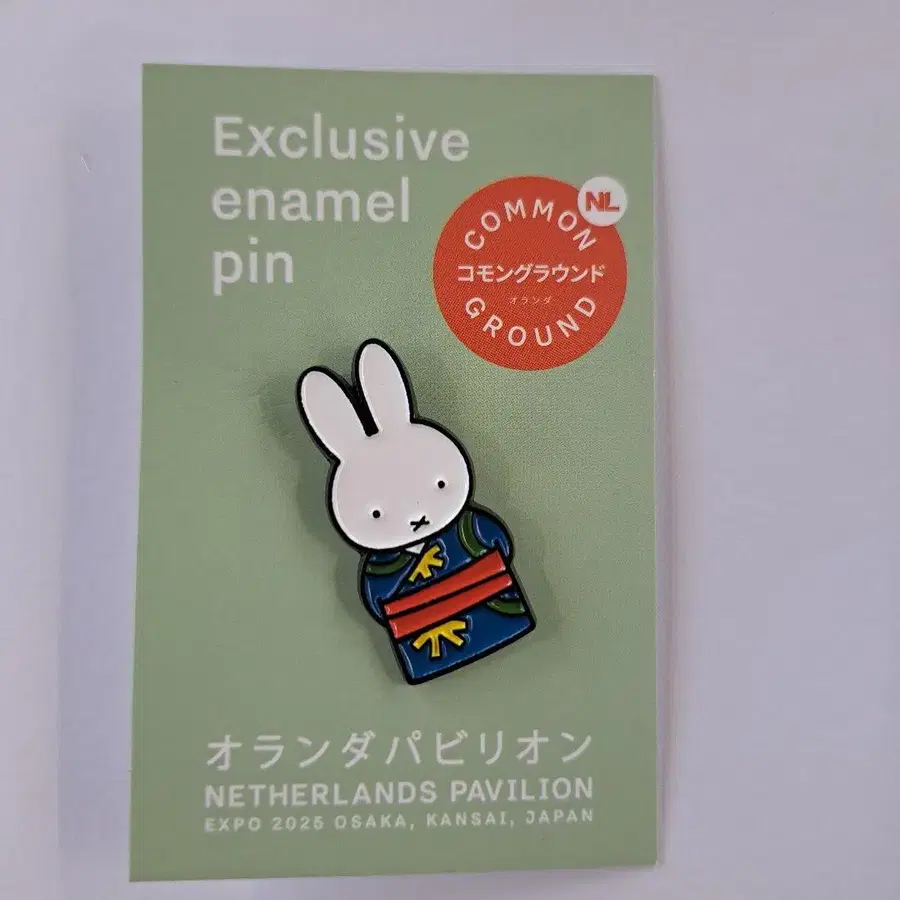 Exclusive
enamel
pin
NL
COMMON
コモングラウンド
オランダ
GROUND
オランダパビリオン
NETHERLANDS PAVILION
EXPO 2025 OSAKA, KANSAI, JAPAN